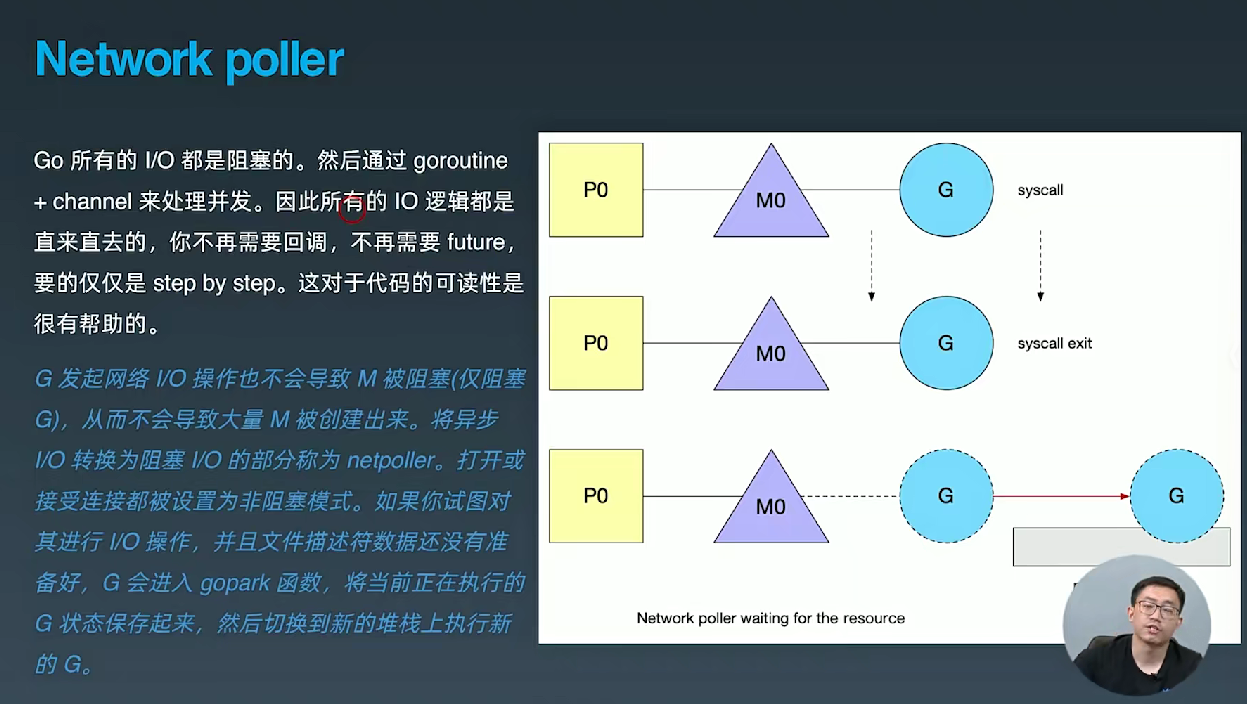 Network poller
Go 所有的 I/O 都是阻塞的。然后通过 goroutine
+ channel 来处理并发。因此所有的 IO 逻辑都是
直来直去的，你不再需要回调，不再需要 future，
要的仅仅是 step by step。这对于代码的可读性是
很有帮助的。
G 发起网络 I/O 操作也不会导致 M 被阻塞(仅阻塞
G)，从而不会导致大量 M 被创建出来。将异步
I/O 转换为阻塞 I/O 的部分称为 netpoller。打开或
接受连接都被设置为非阻塞模式。如果你试图对
其进行 I/O 操作，并且文件描述符数据还没有准
备好，G 会进入 gopark 函数，将当前正在执行的
G 状态保存起来，然后切换到新的堆栈上执行新
的 G。
P0 M0 G syscall
P0 M0 G syscall exit
P0 M0 G G
Network poller waiting for the resource